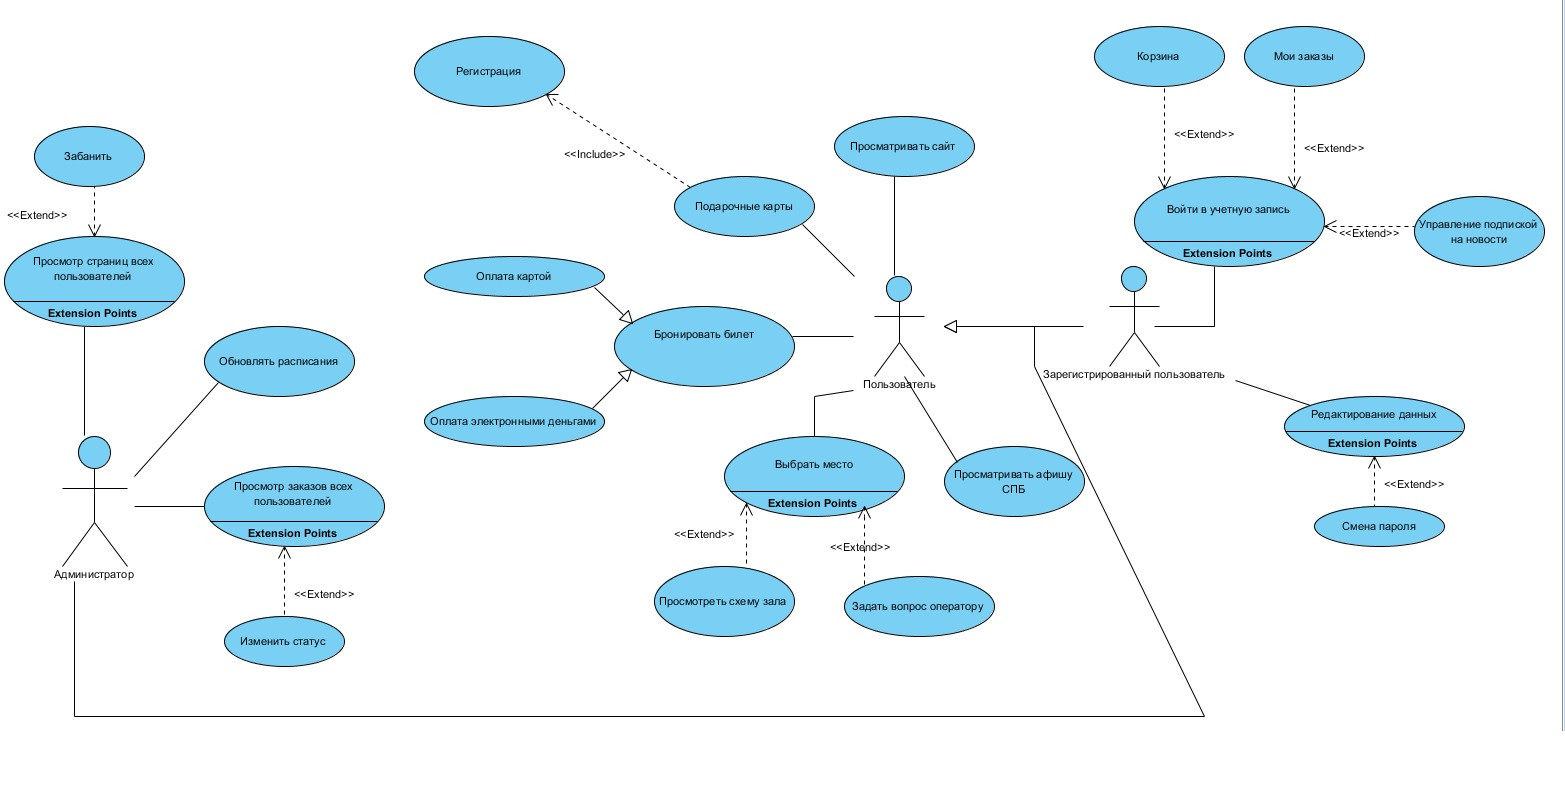 Регистрация
Корзина
Мои заказы
<<Extend>>
<<Extend>>
Забанить
<<Include>>
Просматривать сайт
<<Extend>>
Подарочные карты
Войти в учетную запись
Extension Points
<<Extend>>
Управление подпиской
на новости
Просмотр страниц всех
пользователей
Extension Points
Оплата картой
Бронировать билет
Обновлять расписания
Пользователь
Зарегистрированный пользователь
Оплата электронными деньгами
Редактирование данных
Extension Points
<<Extend>>
Смена пароля
Выбрать место
Extension Points
Просматривать афишу
СПБ
Просмотр заказов всех
пользователей
Extension Points
<<Extend>>
<<Extend>>
Администратор
<<Extend>>
Просмотреть схему зала
Задать вопрос оператору
Изменить статус